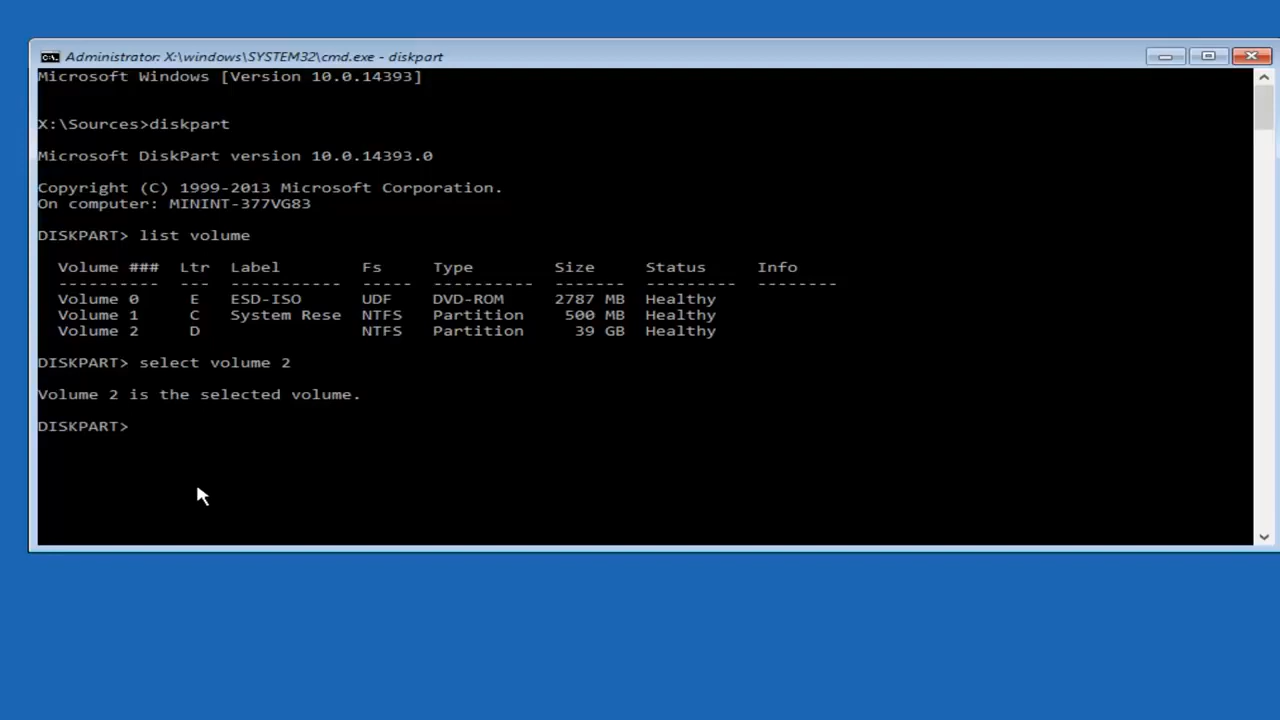 Administrator: X:\windows\SYSTEM32\cmd.exe - diskpart
Microsoft Windows [Version 10.0.14393]
X:\Sources>diskpart
Microsoft DiskPart version 10.0.14393.0
Copyright (C) 1999-2013 Microsoft Corporation.
On computer: MININT-377VG83
DISKPART> list volume
  Volume ###  Ltr  Label        Fs     Type        Size     Status     Info
  ----------  ---  -----------  -----  ----------  -------  ---------  --------
  Volume 0     E   ESD-ISO      UDF    DVD-ROM     2787 MB  Healthy
  Volume 1     C   System Rese  NTFS   Partition    500 MB  Healthy
  Volume 2     D                NTFS   Partition     39 GB  Healthy
DISKPART> select volume 2
Volume 2 is the selected volume.
DISKPART>